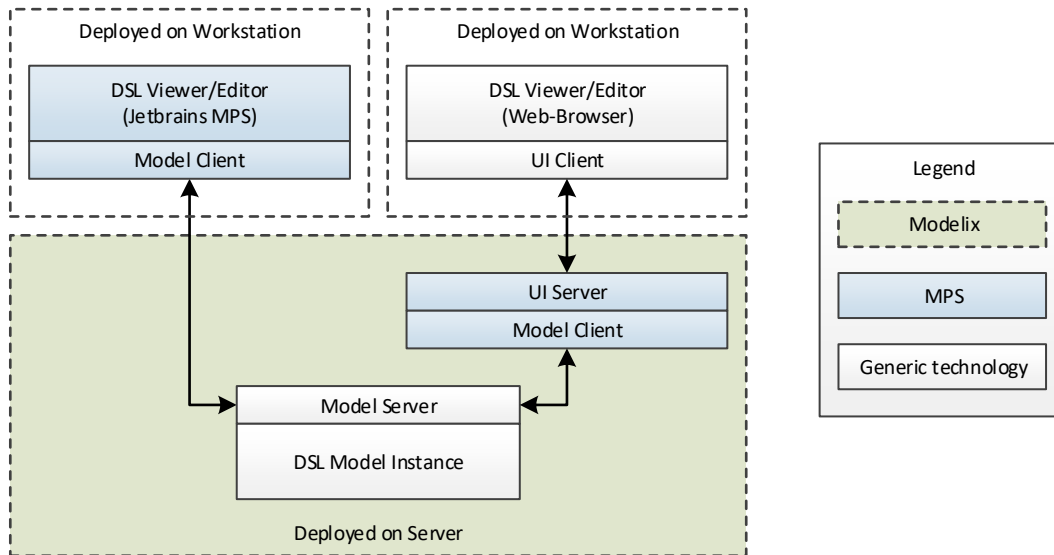 Deployed on Workstation
DSL Viewer/Editor
(Jetbrains MPS)
Model Client
Deployed on Workstation
DSL Viewer/Editor
(Web-Browser)
UI Client
UI Server
Model Client
Model Server
DSL Model Instance
Deployed on Server
Legend
Modelix
MPS
Generic technology